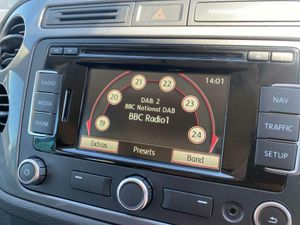 PASSENGER
RADIO
MEDIA
PHONE
14:01
21
22
20
23
19
24
DAB: 2
BBC National DAB
BBC Radio1
Extras
Presets
Band
NAV
TRAFFIC
SETUP